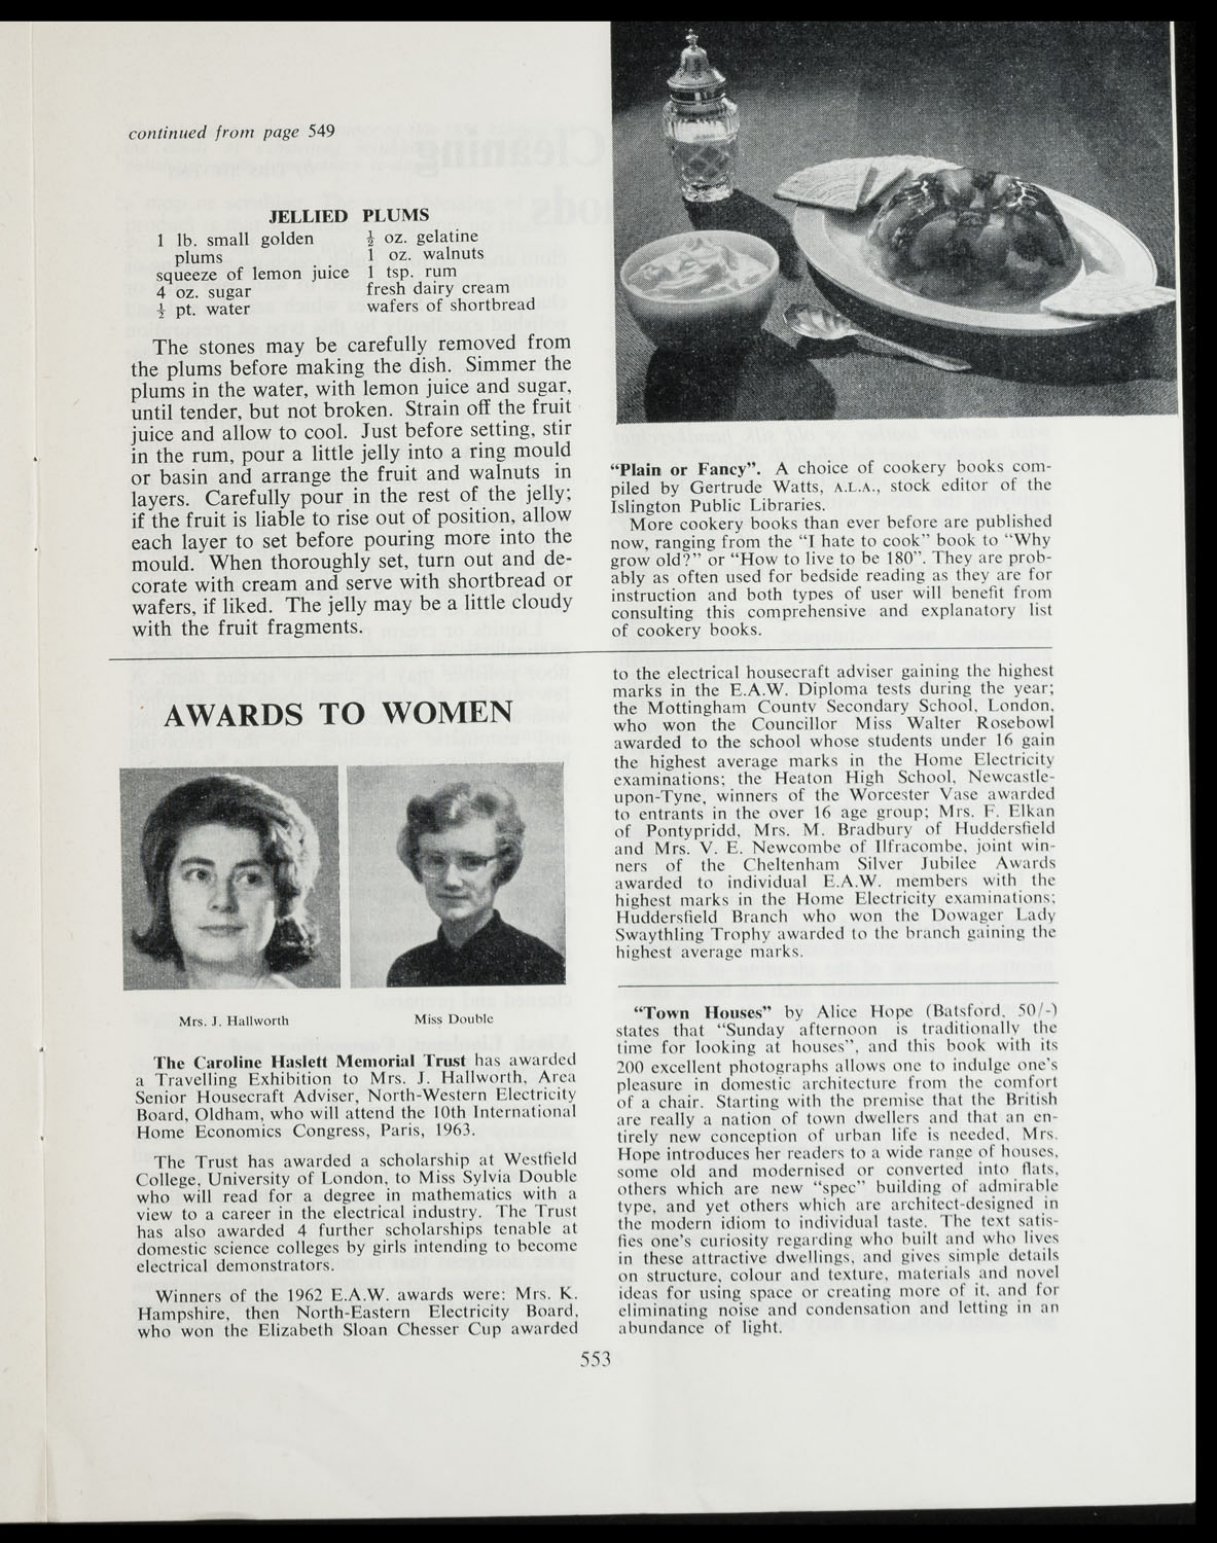 continued from page 549
JELLIED PLUMS
1 lb. small golden
plums
squeeze of lemon juice
4 oz. sugar
½ pt. water
½ oz. gelatine
1 oz. walnuts
1 tsp. rum
fresh dairy cream
wafers of shortbread
The stones may be carefully removed from
the plums before making the dish. Simmer the
plums in the water, with lemon juice and sugar,
until tender, but not broken. Strain off the fruit
juice and allow to cool. Just before setting, stir
in the rum, pour a little jelly into a ring mould
or basin and arrange the fruit and walnuts in
layers. Carefully pour in the rest of the jelly;
if the fruit is liable to rise out of position, allow
each layer to set before pouring more into the
mould. When thoroughly set, turn out and de-
corate with cream and serve with shortbread or
wafers, if liked. The jelly may be a little cloudy
with the fruit fragments.
"Plain or Fancy". A choice of cookery books com-
piled by Gertrude Watts, A.L.A., stock editor of the
Islington Public Libraries.
More cookery books than ever before are published
now, ranging from the "I hate to cook" book to "Why
grow old?" or "How to live to be 180". They are prob-
ably as often used for bedside reading as they are for
instruction and both types of user will benefit from
consulting this comprehensive and explanatory list
of cookery books.
AWARDS TO WOMEN
Mrs. J. Hallworth
Miss Double
The Caroline Haslett Memorial Trust has awarded
a Travelling Exhibition to Mrs. J. Hallworth, Area
Senior Housecraft Adviser, North-Western Electricity
Board, Oldham, who will attend the 10th International
Home Economics Congress, Paris, 1963.
The Trust has awarded a scholarship at Westfield
College, University of London, to Miss Sylvia Double
who will read for a degree in mathematics with a
view to a career in the electrical industry. The Trust
has also awarded 4 further scholarships tenable at
domestic science colleges by girls intending to become
electrical demonstrators.
Winners of the 1962 E.A.W. awards were: Mrs. K.
Hampshire, then North-Eastern Electricity Board,
who won the Elizabeth Sloan Chesser Cup awarded
to the electrical housecraft adviser gaining the highest
marks in the E.A.W. Diploma tests during the year;
the Mottingham County Secondary School, London,
who won the Councillor Miss Walter Rosebowl
awarded to the school whose students under 16 gain
the highest average marks in the Home Electricity
examinations; the Heaton High School, Newcastle-
upon-Tyne, winners of the Worcester Vase awarded
to entrants in the over 16 age group; Mrs. F. Elkan
of Pontypridd, Mrs. M. Bradbury of Huddersfield
and Mrs. V. E. Newcombe of Ilfracombe, joint win-
ners of the Cheltenham Silver Jubilee Awards
awarded to individual E.A.W. members with the
highest marks in the Home Electricity examinations;
Huddersfield Branch who won the Dowager Lady
Swaythling Trophy awarded to the branch gaining the
highest average marks.
"Town Houses" by Alice Hope (Batsford, 50/-)
states that "Sunday afternoon is traditionally the
time for looking at houses", and this book with its
200 excellent photographs allows one to indulge one's
pleasure in domestic architecture from the comfort
of a chair. Starting with the premise that the British
are really a nation of town dwellers and that an en-
tirely new conception of urban life is needed, Mrs.
Hope introduces her readers to a wide range of houses,
some old and modernised or converted into flats,
others which are new "spec" building of admirable
type, and yet others which are architect-designed in
the modern idiom to individual taste. The text satis-
fies one's curiosity regarding who built and who lives
in these attractive dwellings, and gives simple details
on structure, colour and texture, materials and novel
ideas for using space or creating more of it, and for
eliminating noise and condensation and letting in an
abundance of light.
553